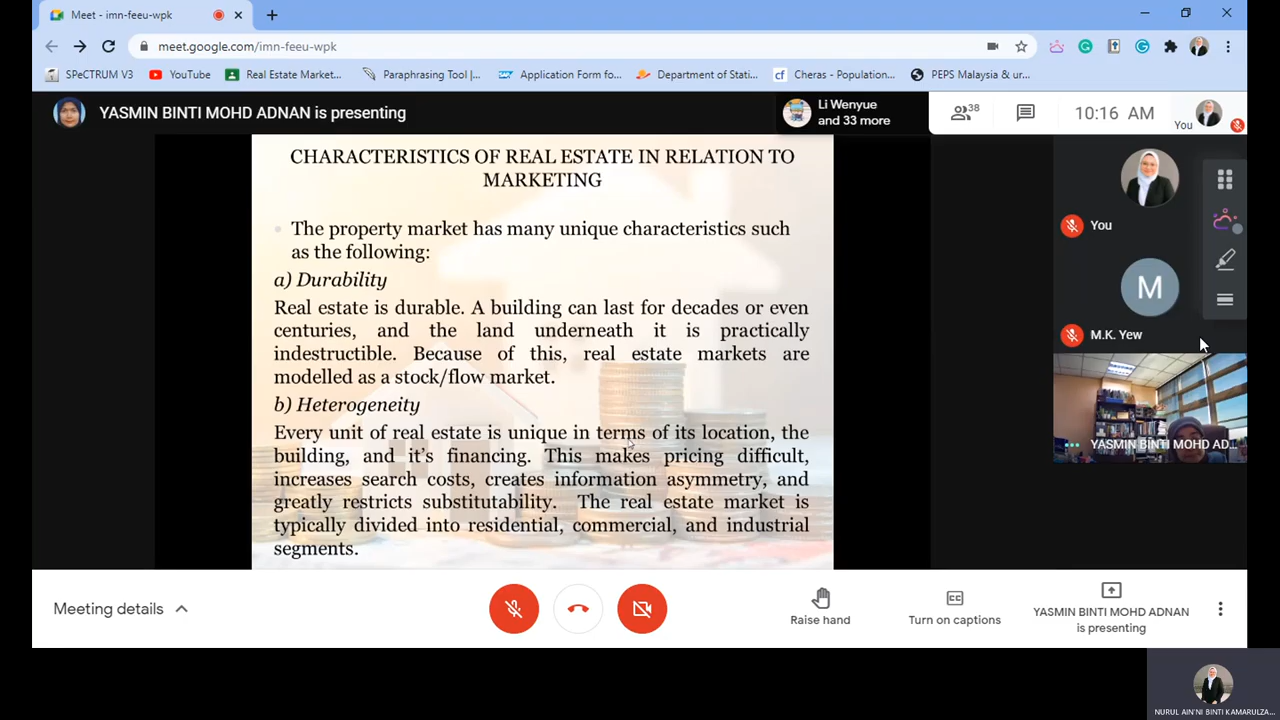 Meet - imn-feeu-wpk
meet.google.com/imn-feeu-wpk
SPeCTRUM V3
YouTube
Real Estate Market...
Paraphrasing Tool |...
Application Form fo...
Department of Stati...
Cheras - Population...
PEPS Malaysia & ur...
YASMIN BINTI MOHD ADNAN is presenting
Li Wenyue
and 33 more
38
10:16 AM
You
CHARACTERISTICS OF REAL ESTATE IN RELATION TO
MARKETING
The property market has many unique characteristics such
as the following:
a) Durability
Real estate is durable. A building can last for decades or even
centuries, and the land underneath it is practically
indestructible. Because of this, real estate markets are
modelled as a stock/flow market.
b) Heterogeneity
Every unit of real estate is unique in terms of its location, the
building, and it's financing. This makes pricing difficult,
increases search costs, creates information asymmetry, and
greatly restricts substitutability. The real estate market is
typically divided into residential, commercial, and industrial
segments.
You
M
M.K. Yew
YASMIN BINTI MOHD AD...
Meeting details
Raise hand
CC
Turn on captions
YASMIN BINTI MOHD ADNAN
is presenting
NURUL AIN'NI BINTI KAMARULZA...